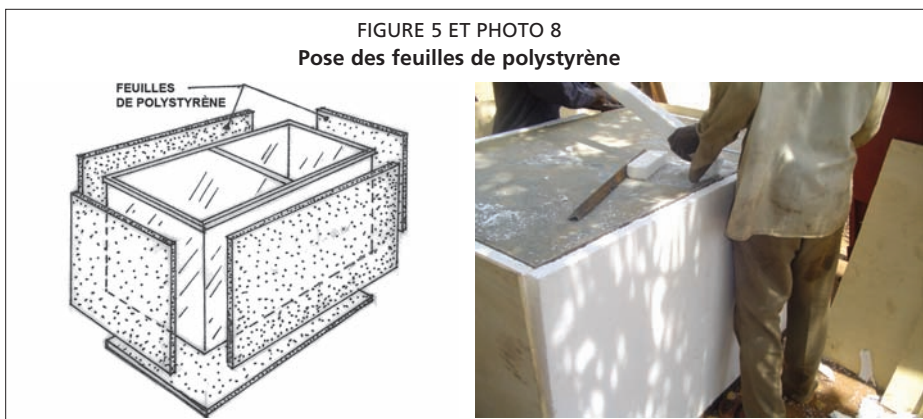 FIGURE 5 ET PHOTO 8
Pose des feuilles de polystyrène
FEUILLES
DE POLYSTYRÈNE